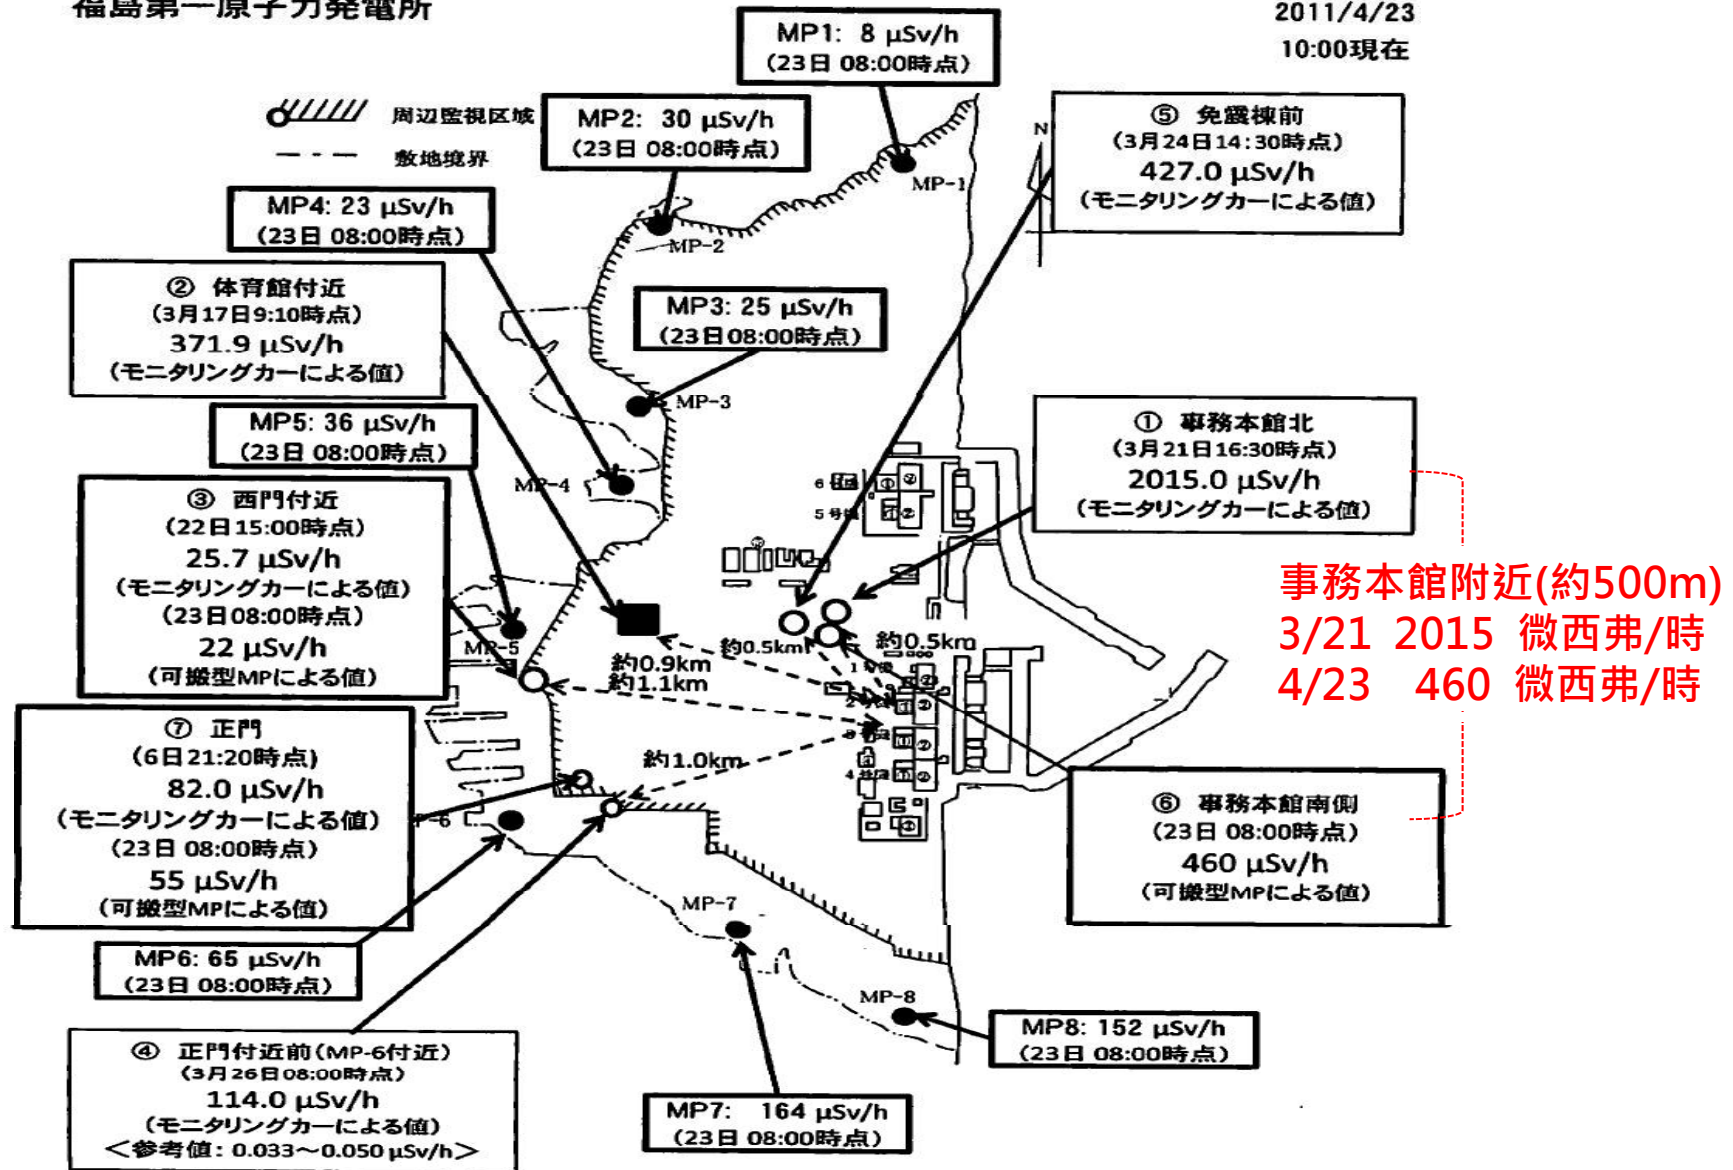 福島第一原子力発電所
2011/4/23
10:00現在
MP1: 8 μSv/h
(23日 08:00時点)
周辺監視区域
敷地境界
MP2: 30 μSv/h
(23日 08:00時点)
N
⑤ 免震棟前
(3月24日14:30時点)
427.0 μSv/h
(モニタリングカーによる値)
MP-1
MP4: 23 μSv/h
(23日 08:00時点)
MP-2
② 体育館付近
(3月17日9:10時点)
371.9 μSv/h
(モニタリングカーによる値)
MP3: 25 μSv/h
(23日 08:00時点)
MP-3
MP5: 36 μSv/h
(23日 08:00時点)
① 事務本館北
(3月21日16:30時点)
2015.0 μSv/h
(モニタリングカーによる値)
MP-4
③ 西門付近
(22日15:00時点)
25.7 μSv/h
(モニタリングカーによる値)
(23日08:00時点)
22 μSv/h
(可搬型MPによる値)
事務本館附近(約500m)
3/21 2015 微西弗/時
4/23 460 微西弗/時
MP-5
約0.5km
約0.5km
約0.9km
約1.1km
約1.0km
⑦ 正門
(6日21:20時点)
82.0 μSv/h
(モニタリングカーによる値)
(23日 08:00時点)
55 μSv/h
(可搬型MPによる値)
⑥ 事務本館南側
(23日 08:00時点)
460 μSv/h
(可搬型MPによる値)
MP-7
MP6: 65 μSv/h
(23日 08:00時点)
MP-8
MP8: 152 μSv/h
(23日 08:00時点)
④ 正門付近前(MP-6付近)
(3月26日08:00時点)
114.0 μSv/h
(モニタリングカーによる値)
<参考値: 0.033~0.050 μSv/h>
MP7: 164 μSv/h
(23日 08:00時点)